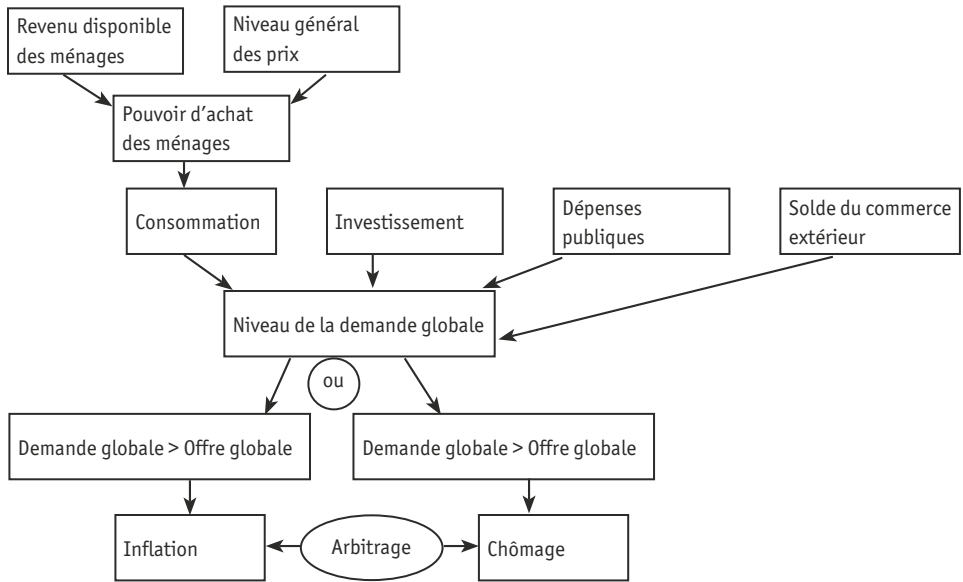 Revenu disponible
des ménages
Niveau général
des prix
Pouvoir d'achat
des ménages
Consommation
Investissement
Dépenses
publiques
Solde du commerce
extérieur
Niveau de la demande globale
ou
Demande globale > Offre globale
Demande globale > Offre globale
Inflation
Arbitrage
Chômage